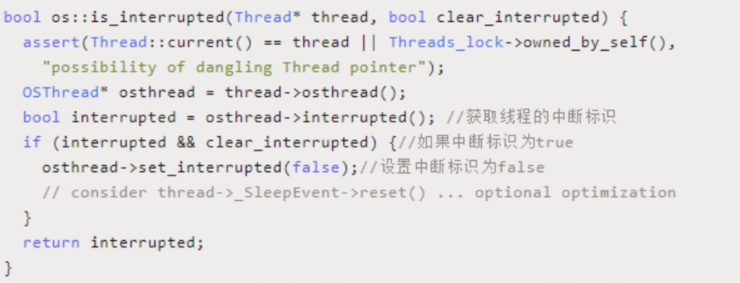 bool os::is_interrupted(Thread* thread, bool clear_interrupted) {
  assert(Thread::current() == thread || Threads_lock->owned_by_self(),
    "possibility of dangling Thread pointer");
  OSThread* osthread = thread->osthread();
  bool interrupted = osthread->interrupted(); //获取线程的中断标识
  if (interrupted && clear_interrupted) {//如果中断标识为true
    osthread->set_interrupted(false);//设置中断标识为false
    // consider thread->_SleepEvent->reset() ... optional optimization
  }
  return interrupted;
}